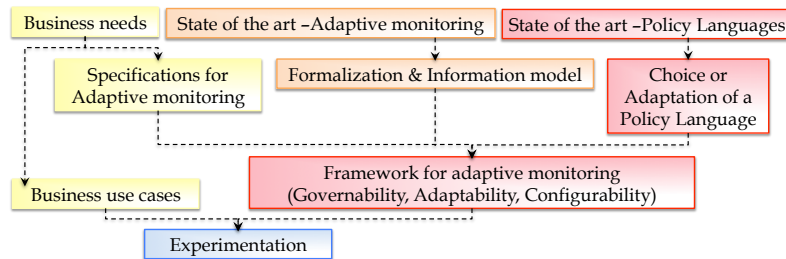 Business needs
State of the art –Adaptive monitoring
State of the art –Policy Languages
Specifications for
Adaptive monitoring
Formalization & Information model
Choice or
Adaptation of a
Policy Language
Framework for adaptive monitoring
(Governability, Adaptability, Configurability)
Business use cases
Experimentation